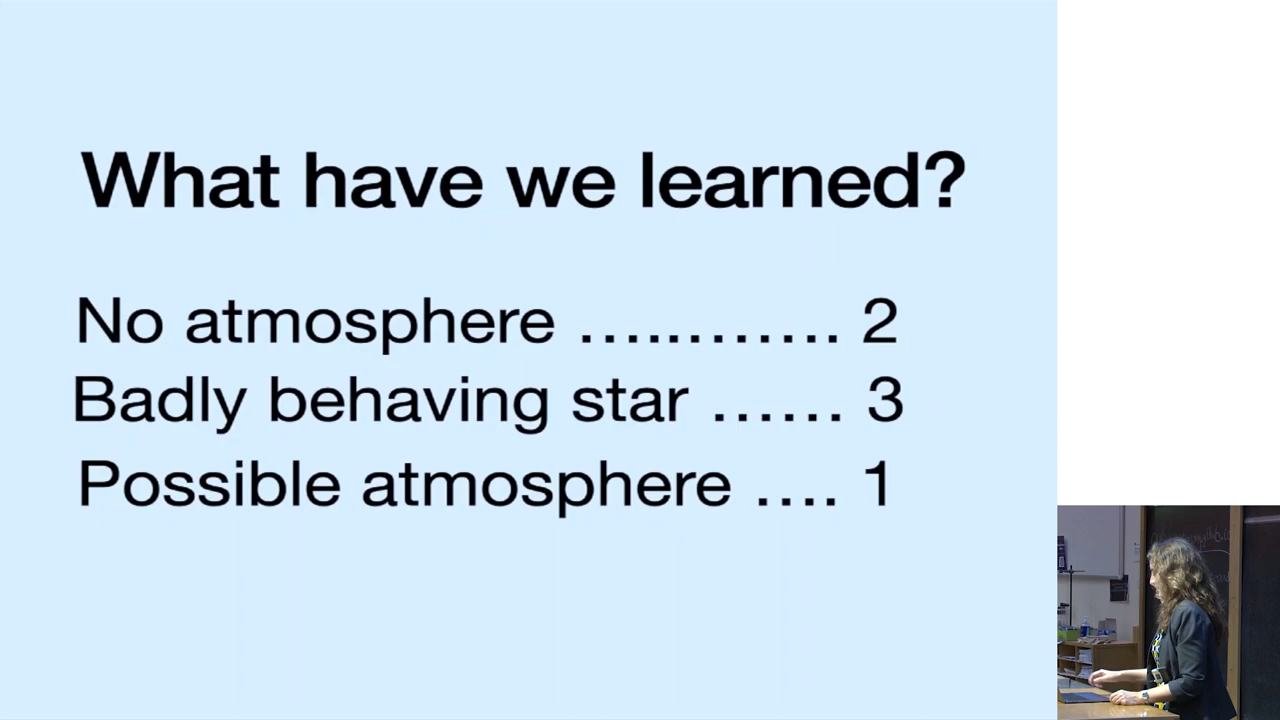 What have we learned?
No atmosphere …..……. 2
Badly behaving star …… 3
Possible atmosphere …. 1